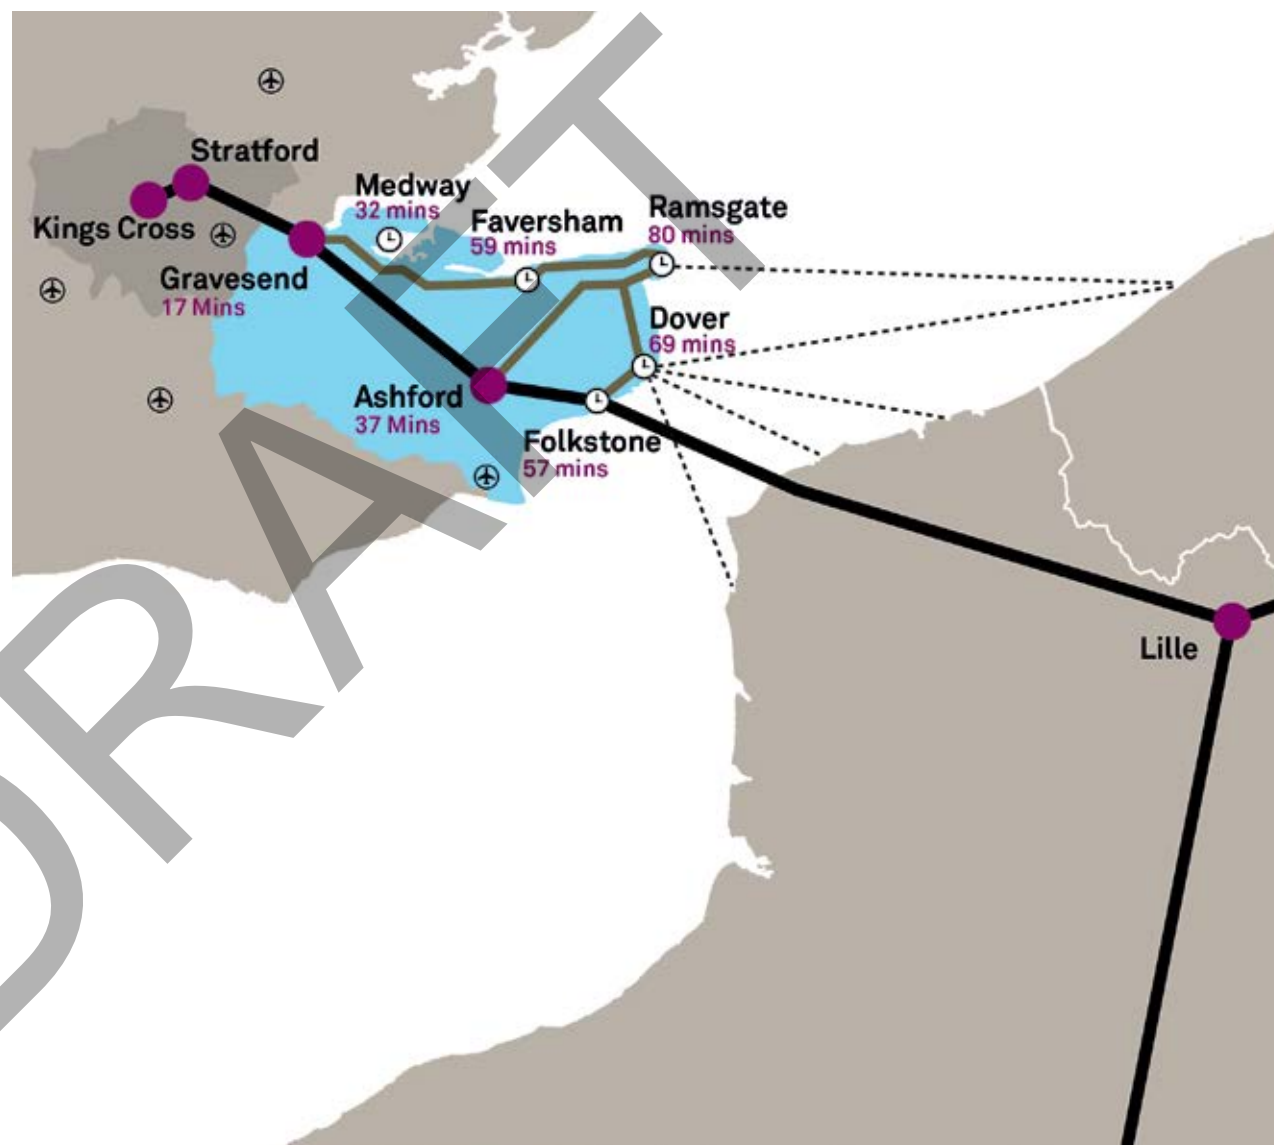 Stratford
Medway
32 mins
Ramsgate
80 mins
Faversham
59 mins
Kings Cross
Gravesend
17 Mins
Dover
69 mins
Ashford
37 Mins
Folkstone
57 mins
Lille
DRAFT